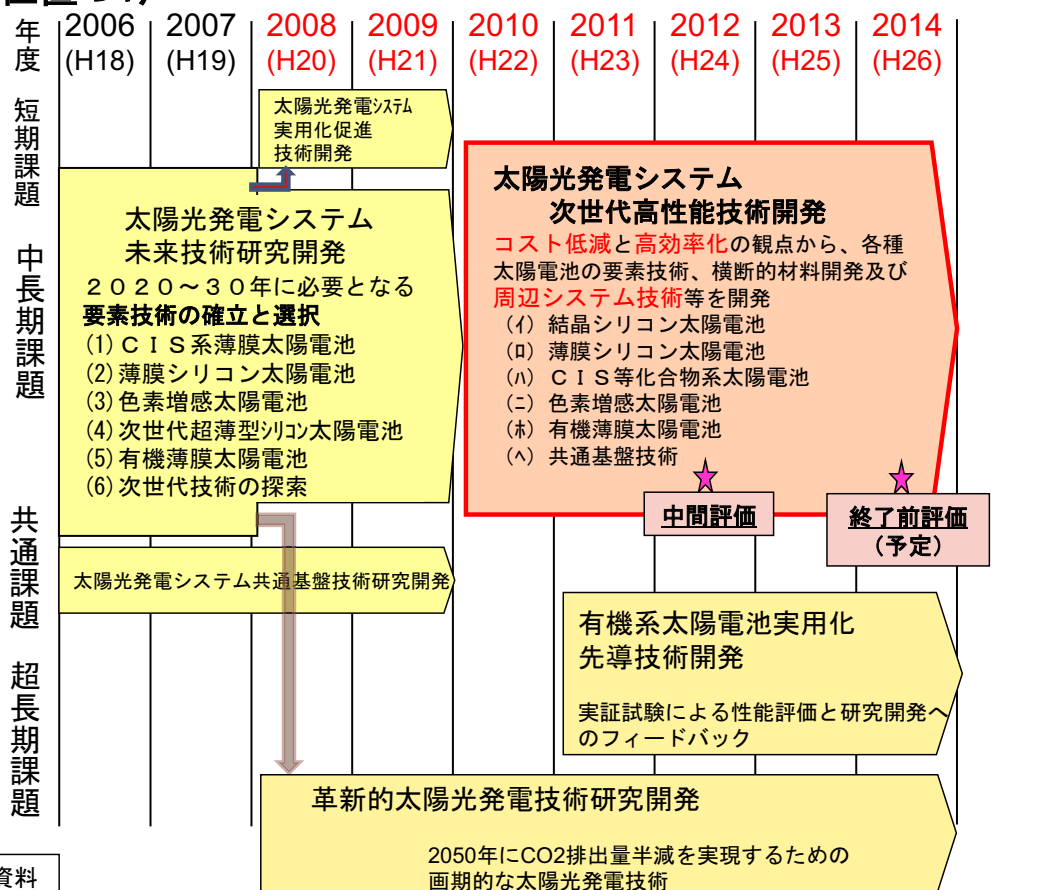 年度
2006 2007 2008 2009 2010 2011 2012 2013 2014
(H18) (H19) (H20) (H21) (H22) (H23) (H24) (H25) (H26)
短期課題
太陽光発電ｼｽﾃﾑ
実用化促進
技術開発
中長期課題
太陽光発電システム
未来技術研究開発
２０２０～３０年に必要となる
要素技術の確立と選択
(1)ＣＩＳ系薄膜太陽電池
(2)薄膜シリコン太陽電池
(3)色素増感太陽電池
(4)次世代超薄型ｼﾘｺﾝ太陽電池
(5)有機薄膜太陽電池
(6)次世代技術の探索
太陽光発電システム
次世代高性能技術開発
コスト低減と高効率化の観点から、各種
太陽電池の要素技術、横断的材料開発及び
周辺システム技術等を開発
(ｲ) 結晶シリコン太陽電池
(ﾛ) 薄膜シリコン太陽電池
(ﾊ) ＣＩＳ等化合物系太陽電池
(ﾆ) 色素増感太陽電池
(ﾎ) 有機薄膜太陽電池
(ﾍ) 共通基盤技術
中間評価
終了前評価
(予定)
共通課題
太陽光発電システム共通基盤技術研究開発
有機系太陽電池実用化
先導技術開発
実証試験による性能評価と研究開発へ
のフィードバック
超長期課題
革新的太陽光発電技術研究開発
2050年にCO2排出量半減を実現するための
画期的な太陽光発電技術
資料